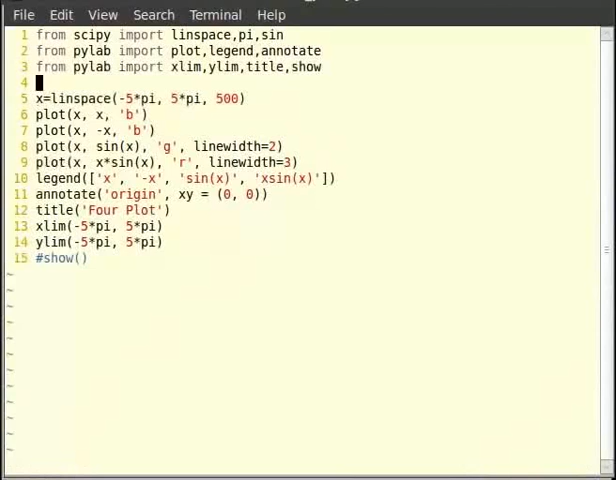 File Edit View Search Terminal Help
1 from scipy import linspace,pi,sin
2 from pylab import plot,legend,annotate
3 from pylab import xlim,ylim,title,show
4
5 x=linspace(-5*pi, 5*pi, 500)
6 plot(x, x, 'b')
7 plot(x, -x, 'b')
8 plot(x, sin(x), 'g', linewidth=2)
9 plot(x, x*sin(x), 'r', linewidth=3)
10 legend(['x', '-x', 'sin(x)', 'xsin(x)'])
11 annotate('origin', xy = (0, 0))
12 title('Four Plot')
13 xlim(-5*pi, 5*pi)
14 ylim(-5*pi, 5*pi)
15 #show()
~
~
~
~
~
~
~
~
~
~
~
~